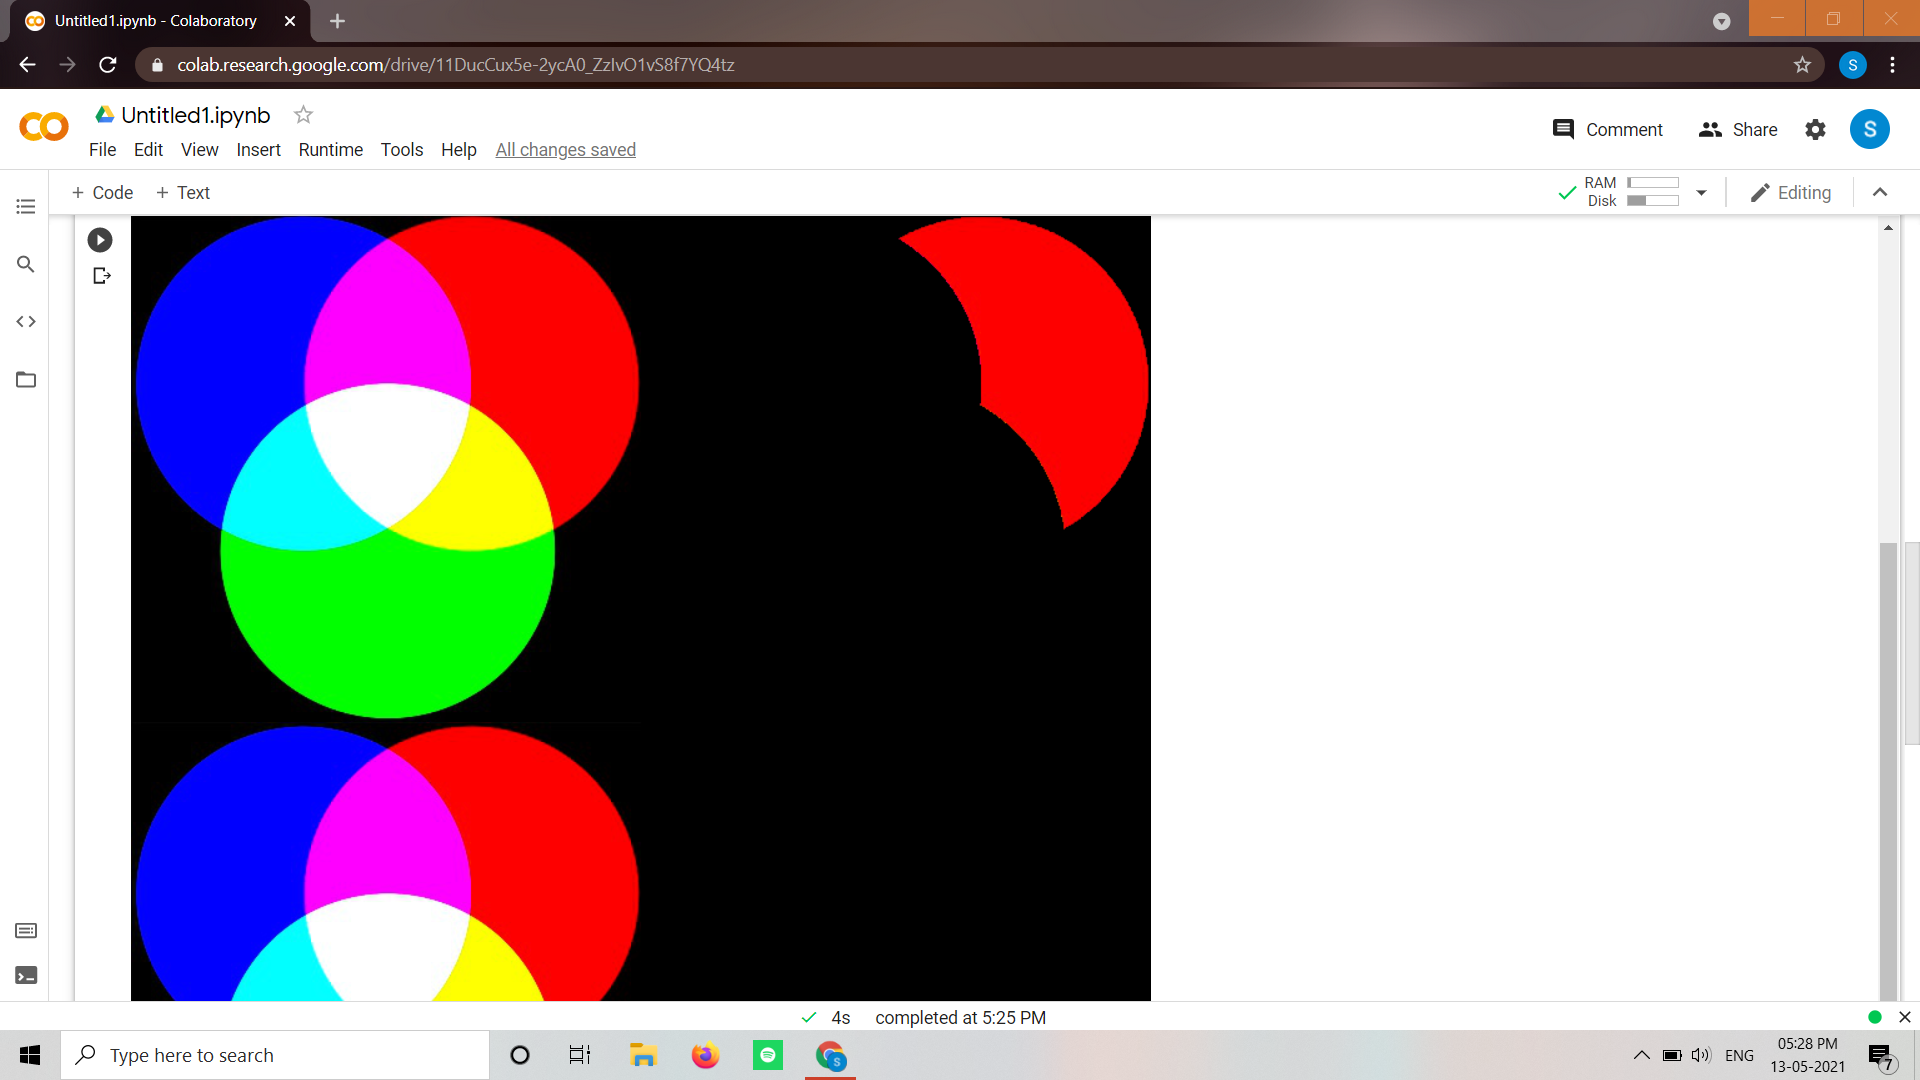 Untitled1.ipynb - Colaboratory
colab.research.google.com/drive/11DucCux5e-2ycA0_ZzIvO1vS8f7YQ4tz
S
Untitled1.ipynb
Comment
Share
S
File Edit View Insert Runtime Tools Help All changes saved
+ Code + Text
RAM
Disk
Editing
4s completed at 5:25 PM
Type here to search
S
ENG
05:28 PM
13-05-2021
7